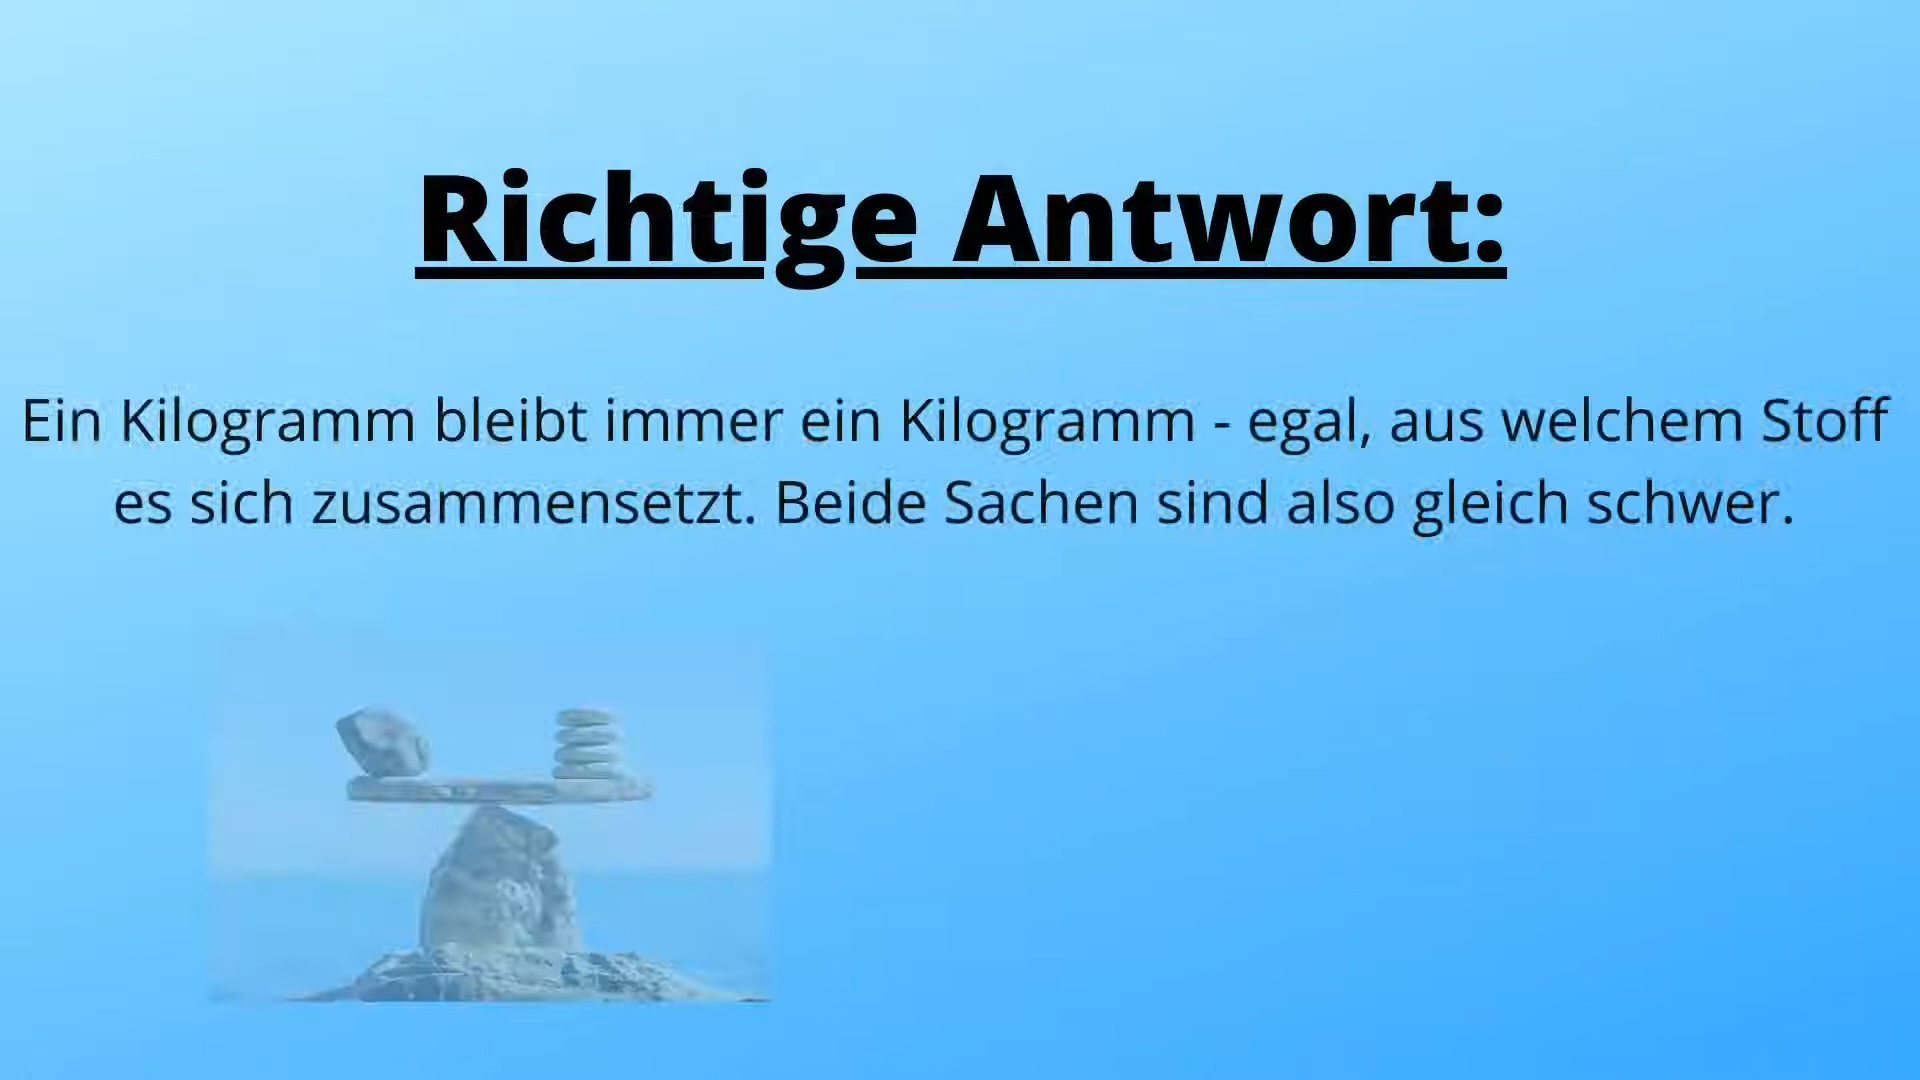 Richtige Antwort:
Ein Kilogramm bleibt immer ein Kilogramm - egal, aus welchem Stoff
es sich zusammensetzt. Beide Sachen sind also gleich schwer.